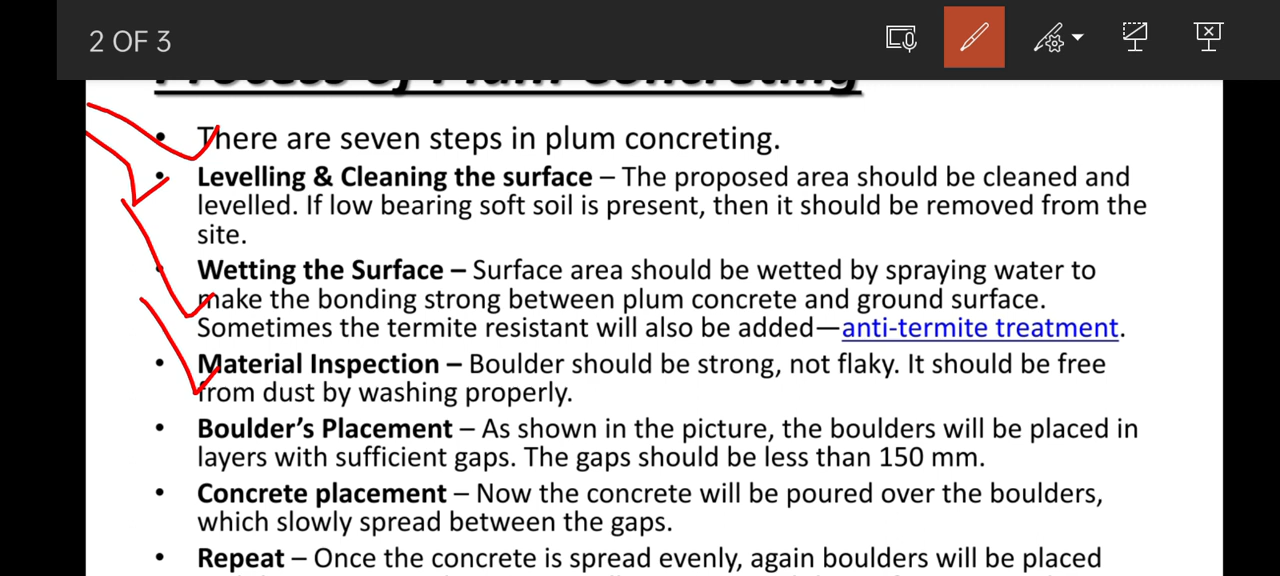 2 OF 3
Process of Plum Concreting
• There are seven steps in plum concreting.
• Levelling & Cleaning the surface – The proposed area should be cleaned and
levelled. If low bearing soft soil is present, then it should be removed from the
site.
• Wetting the Surface – Surface area should be wetted by spraying water to
make the bonding strong between plum concrete and ground surface.
Sometimes the termite resistant will also be added—anti-termite treatment.
• Material Inspection – Boulder should be strong, not flaky. It should be free
from dust by washing properly.
• Boulder’s Placement – As shown in the picture, the boulders will be placed in
layers with sufficient gaps. The gaps should be less than 150 mm.
• Concrete placement – Now the concrete will be poured over the boulders,
which slowly spread between the gaps.
• Repeat – Once the concrete is spread evenly, again boulders will be placed